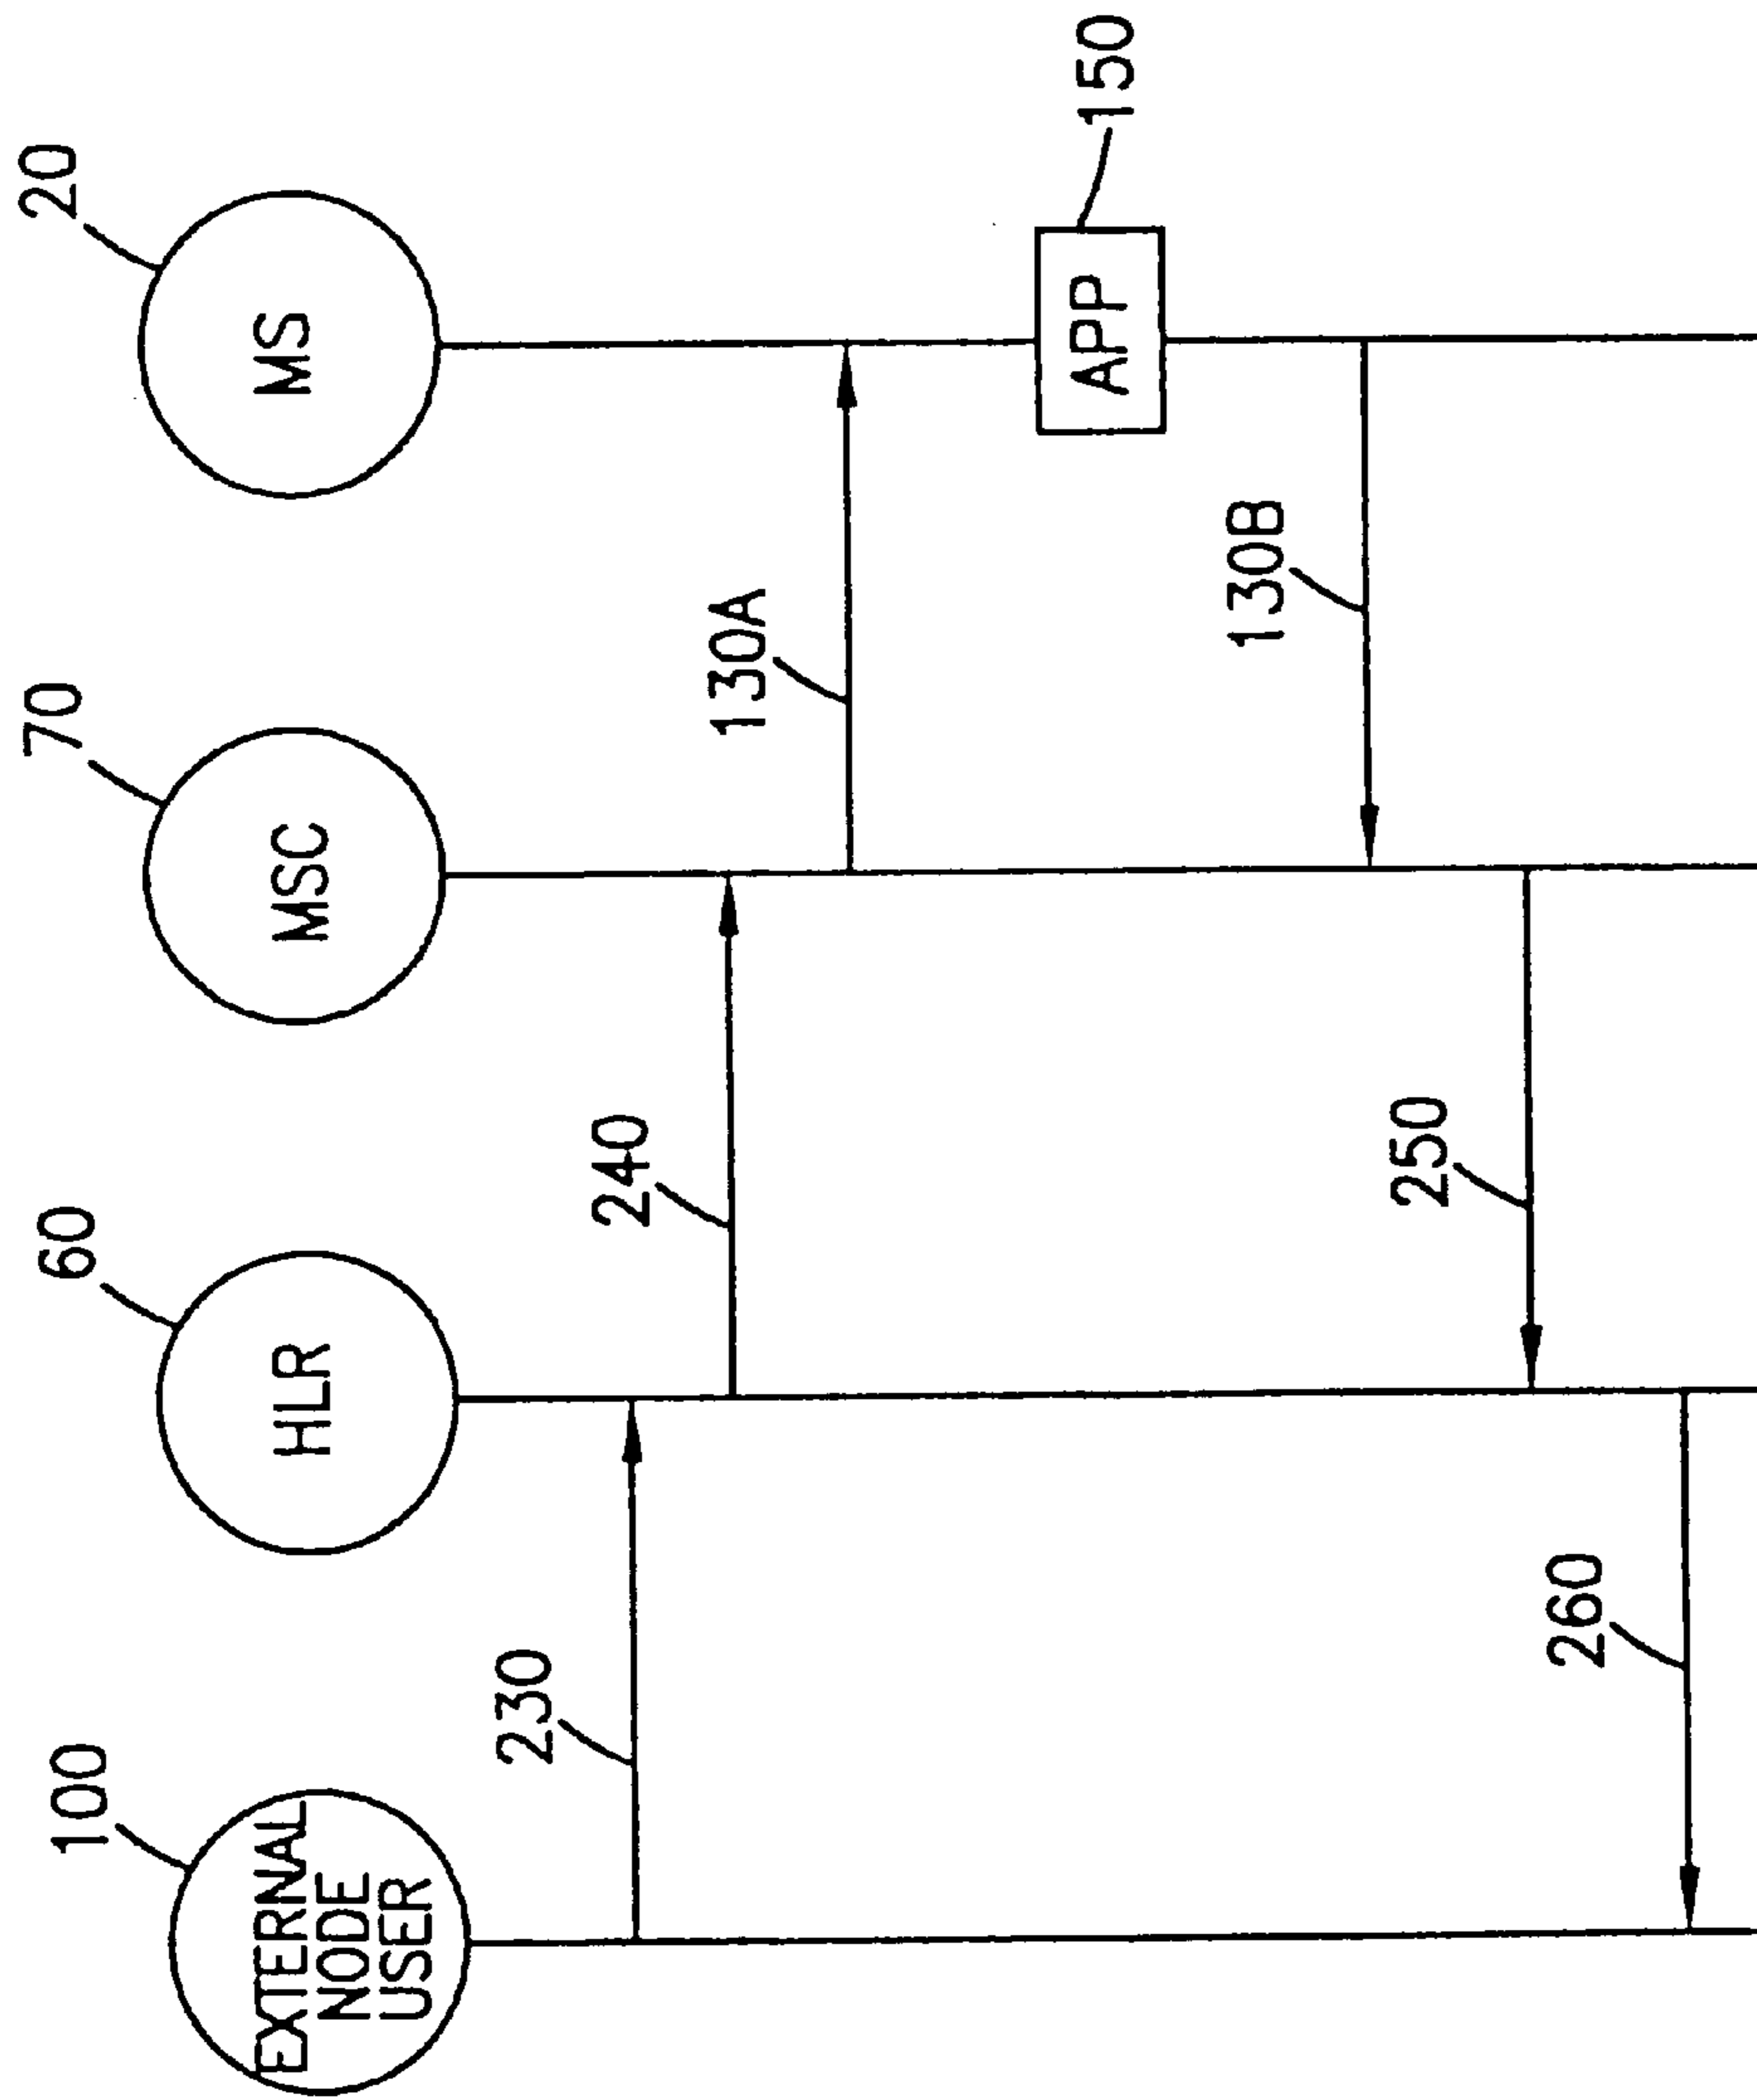 100
EXTERNAL
NODE
USER
60
HLR
70
MSC
20
MS
230
240
130A
APP
150
130B
250
260